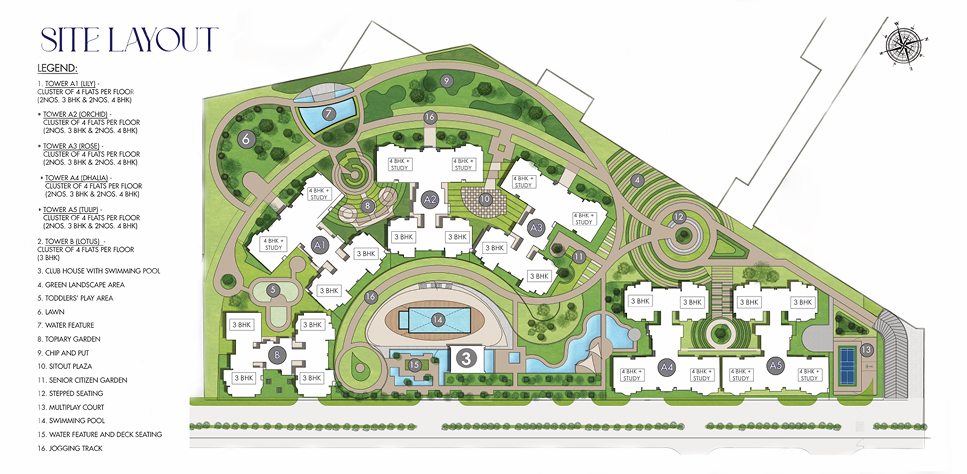 SITE LAYOUT
LEGEND:
1. TOWER A1 (LILY) -
CLUSTER OF 4 FLATS PER FLOOR
(2NOS. 3 BHK & 2NOS. 4 BHK)
• TOWER A2 (ORCHID) -
CLUSTER OF 4 FLATS PER FLOOR
(2NOS. 3 BHK & 2NOS. 4 BHK)
• TOWER A3 (ROSE) -
CLUSTER OF 4 FLATS PER FLOOR
(2NOS. 3 BHK & 2NOS. 4 BHK)
• TOWER A4 (DHALIA) -
CLUSTER OF 4 FLATS PER FLOOR
(2NOS. 3 BHK & 2NOS. 4 BHK)
• TOWER A5 (TULIP) -
CLUSTER OF 4 FLATS PER FLOOR
(2NOS. 3 BHK & 2NOS. 4 BHK)
2. TOWER B (LOTUS) -
CLUSTER OF 4 FLATS PER FLOOR
(3 BHK)
3. CLUB HOUSE WITH SWIMMING POOL
4. GREEN LANDSCAPE AREA
5. TODDLERS' PLAY AREA
6. LAWN
7. WATER FEATURE
8. TOPIARY GARDEN
9. CHIP AND PUT
10. SITOUT PLAZA
11. SENIOR CITIZEN GARDEN
12. STEPPED SEATING
13. MULTIPLAY COURT
14. SWIMMING POOL
15. WATER FEATURE AND DECK SEATING
16. JOGGING TRACK
9
7
16
6
4 BHK +
STUDY
4 BHK +
STUDY
4 BHK +
STUDY
4 BHK +
STUDY
4
A2
10
8
4 BHK +
STUDY
12
A3
3 BHK
3 BHK
4 BHK +
STUDY
A1
3 BHK
3 BHK
11
3 BHK
3 BHK
5
16
3 BHK
3 BHK
3 BHK
3 BHK
14
3 BHK
3 BHK
B
3
13
15
A4
A5
3 BHK
3 BHK
4 BHK +
STUDY
4 BHK +
STUDY
4 BHK +
STUDY
4 BHK +
STUDY